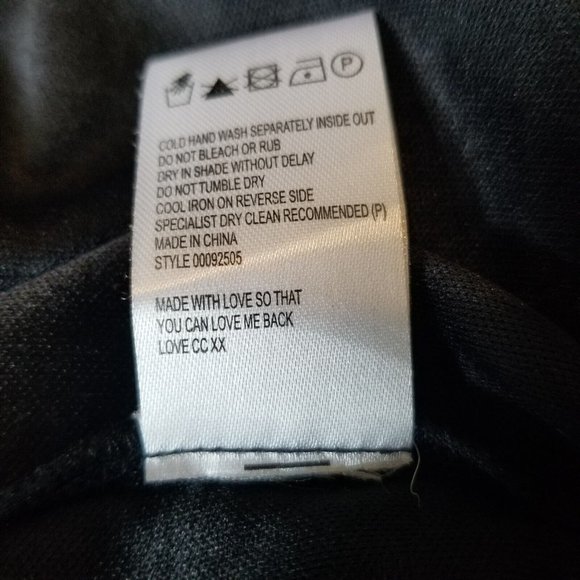 P
COLD HAND WASH SEPARATELY INSIDE OUT
DO NOT BLEACH OR RUB
DRY IN SHADE WITHOUT DELAY
DO NOT TUMBLE DRY
COOL IRON ON REVERSE SIDE
SPECIALIST DRY CLEAN RECOMMENDED (P)
MADE IN CHINA
STYLE 00092505
MADE WITH LOVE SO THAT
YOU CAN LOVE ME BACK
LOVE CC XX